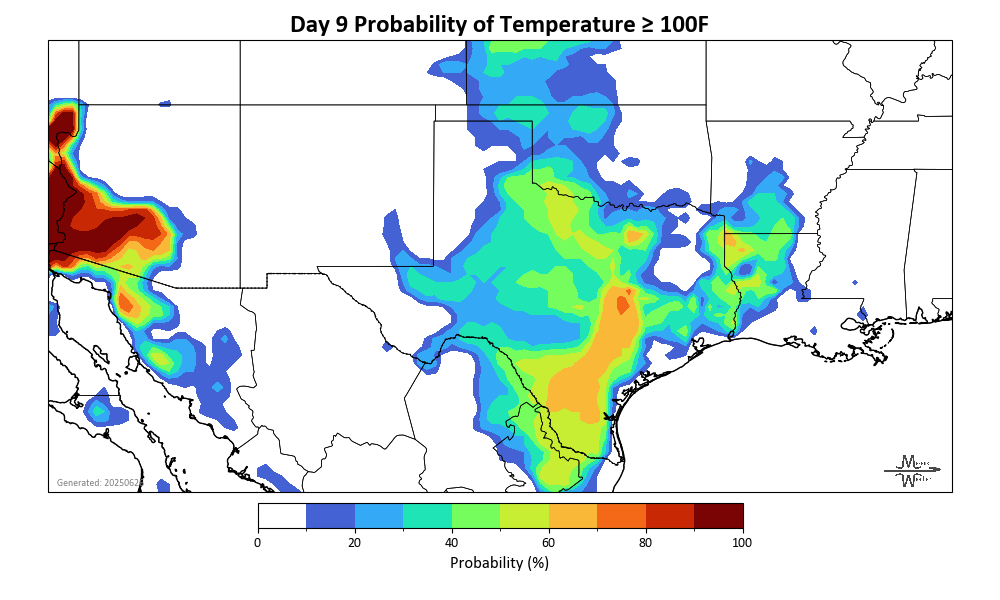 Day 9 Probability of Temperature ≥ 100F
Generated: 2025062
0 20 40 60 80 100
Probability (%)